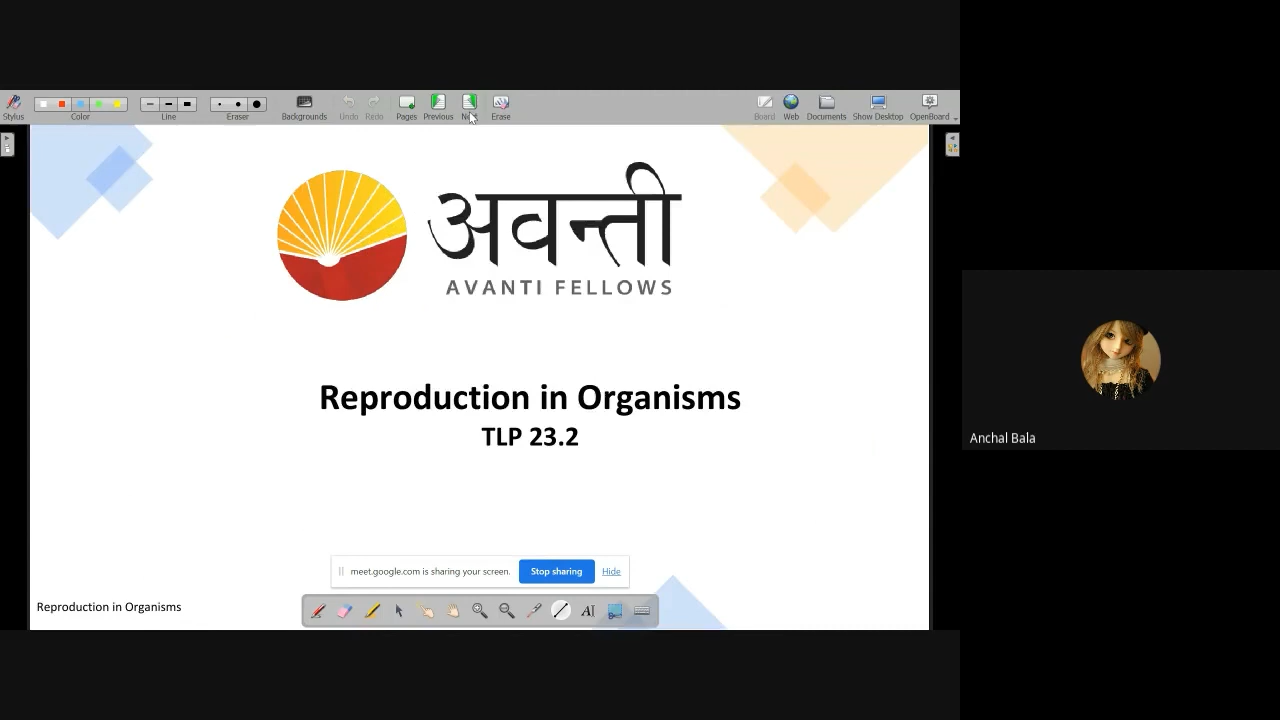 Stylus
Color
Line
Eraser
Backgrounds
Undo
Redo
Pages
Previous
Erase
Board
Web
Documents
Show Desktop
OpenBoard
अवन्ती
AVANTI FELLOWS
Reproduction in Organisms
TLP 23.2
Anchal Bala
meet.google.com is sharing your screen.
Stop sharing
Hide
Reproduction in Organisms
AI